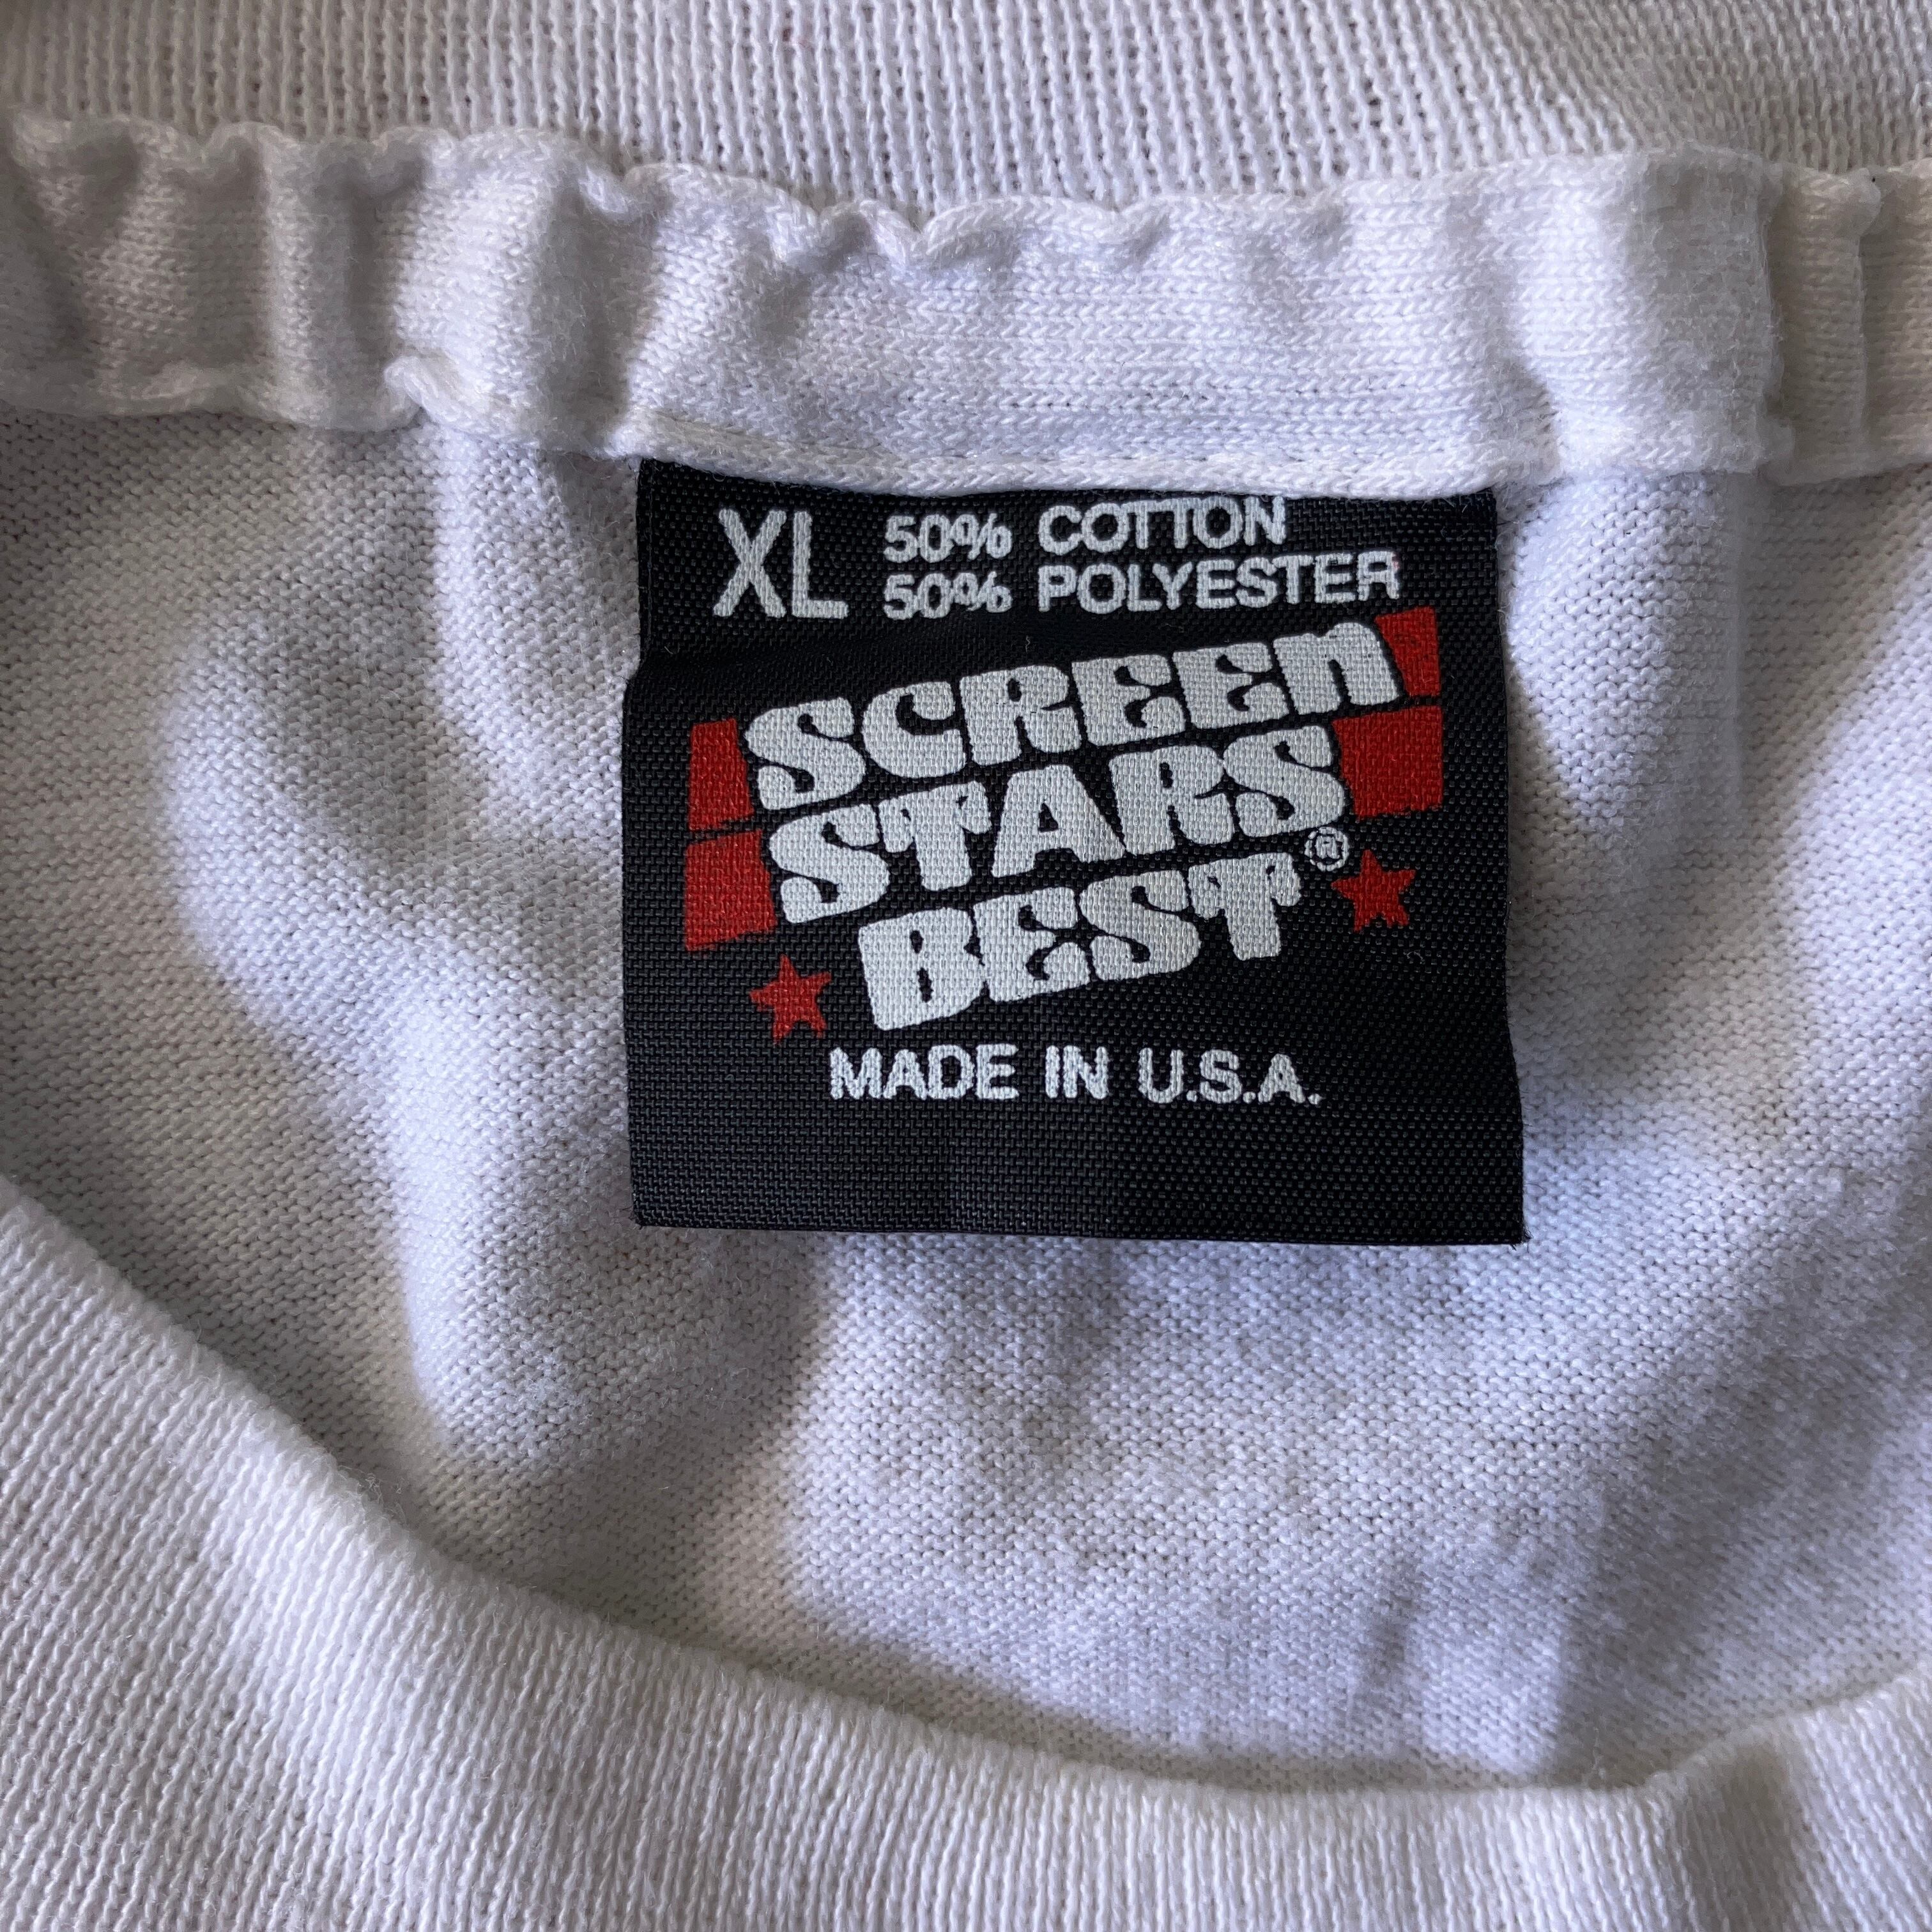 XL 50% COTTON
50% POLYESTER
SCREEN
STARS
BEST®
MADE IN U.S.A.